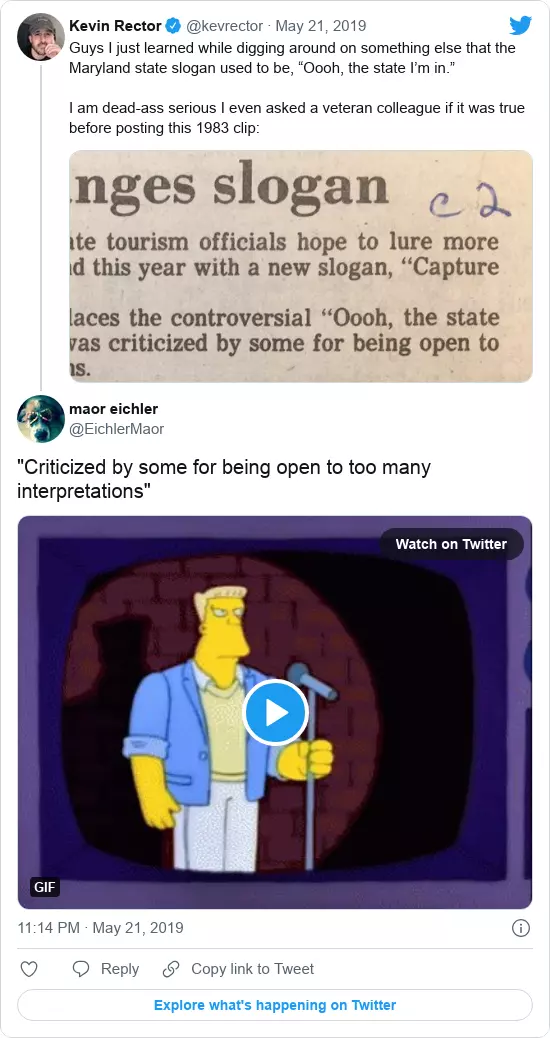 Kevin Rector @kevrector · May 21, 2019
Guys I just learned while digging around on something else that the
Maryland state slogan used to be, “Oooh, the state I’m in.”
I am dead-ass serious I even asked a veteran colleague if it was true
before posting this 1983 clip:
nges slogan C2
te tourism officials hope to lure more
d this year with a new slogan, “Capture
laces the controversial “Oooh, the state
vas criticized by some for being open to
ns.
maor eichler
@EichlerMaor
"Criticized by some for being open to too many
interpretations"
Watch on Twitter
GIF
11:14 PM · May 21, 2019
Reply Copy link to Tweet
Explore what's happening on Twitter